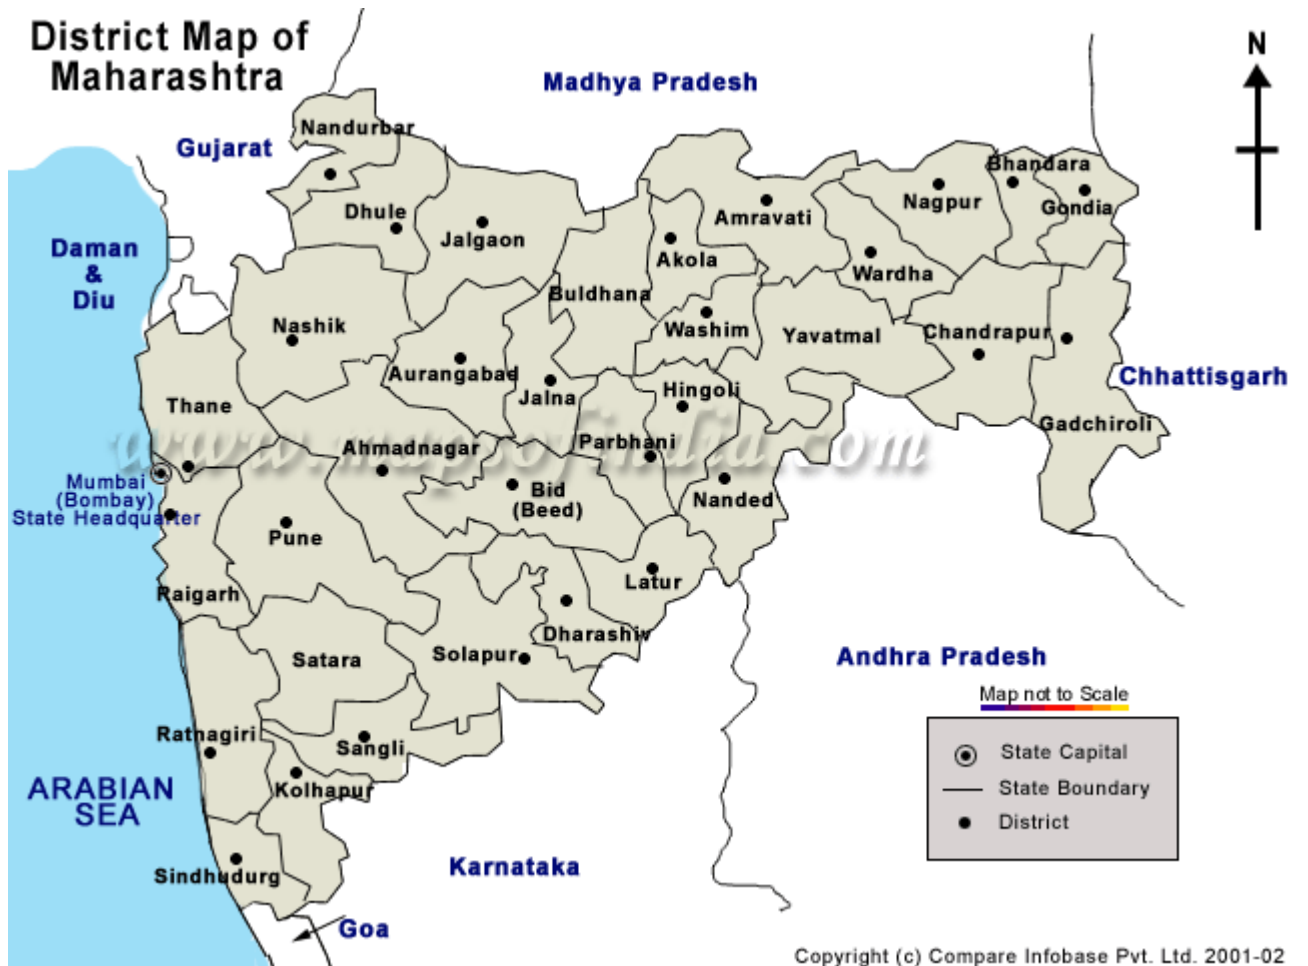 District Map of
Maharashtra
N
Madhya Pradesh
Gujarat
Nandurbar
Bhandara
Dhule
Jalgaon
Amravati
Nagpur
Gondia
Daman
&
Diu
Akola
Wardha
Buldhana
Nashik
Washim
Yavatmal
Chandrapur
Aurangabad
Jalna
Hingoli
Chhattisgarh
Thane
Gadchiroli
www.mapsofindia.com
Ahmadnagar
Parbhani
Mumbai
(Bombay)
State Headquarter
Bid
(Beed)
Nanded
Pune
Latur
Raigarh
Dharashiv
Satara
Solapur
Andhra Pradesh
Map not to Scale
Ratnagiri
Sangli
State Capital
ARABIAN
SEA
Kolhapur
State Boundary
District
Sindhudurg
Karnataka
Goa
Copyright (c) Compare Infobase Pvt. Ltd. 2001-02